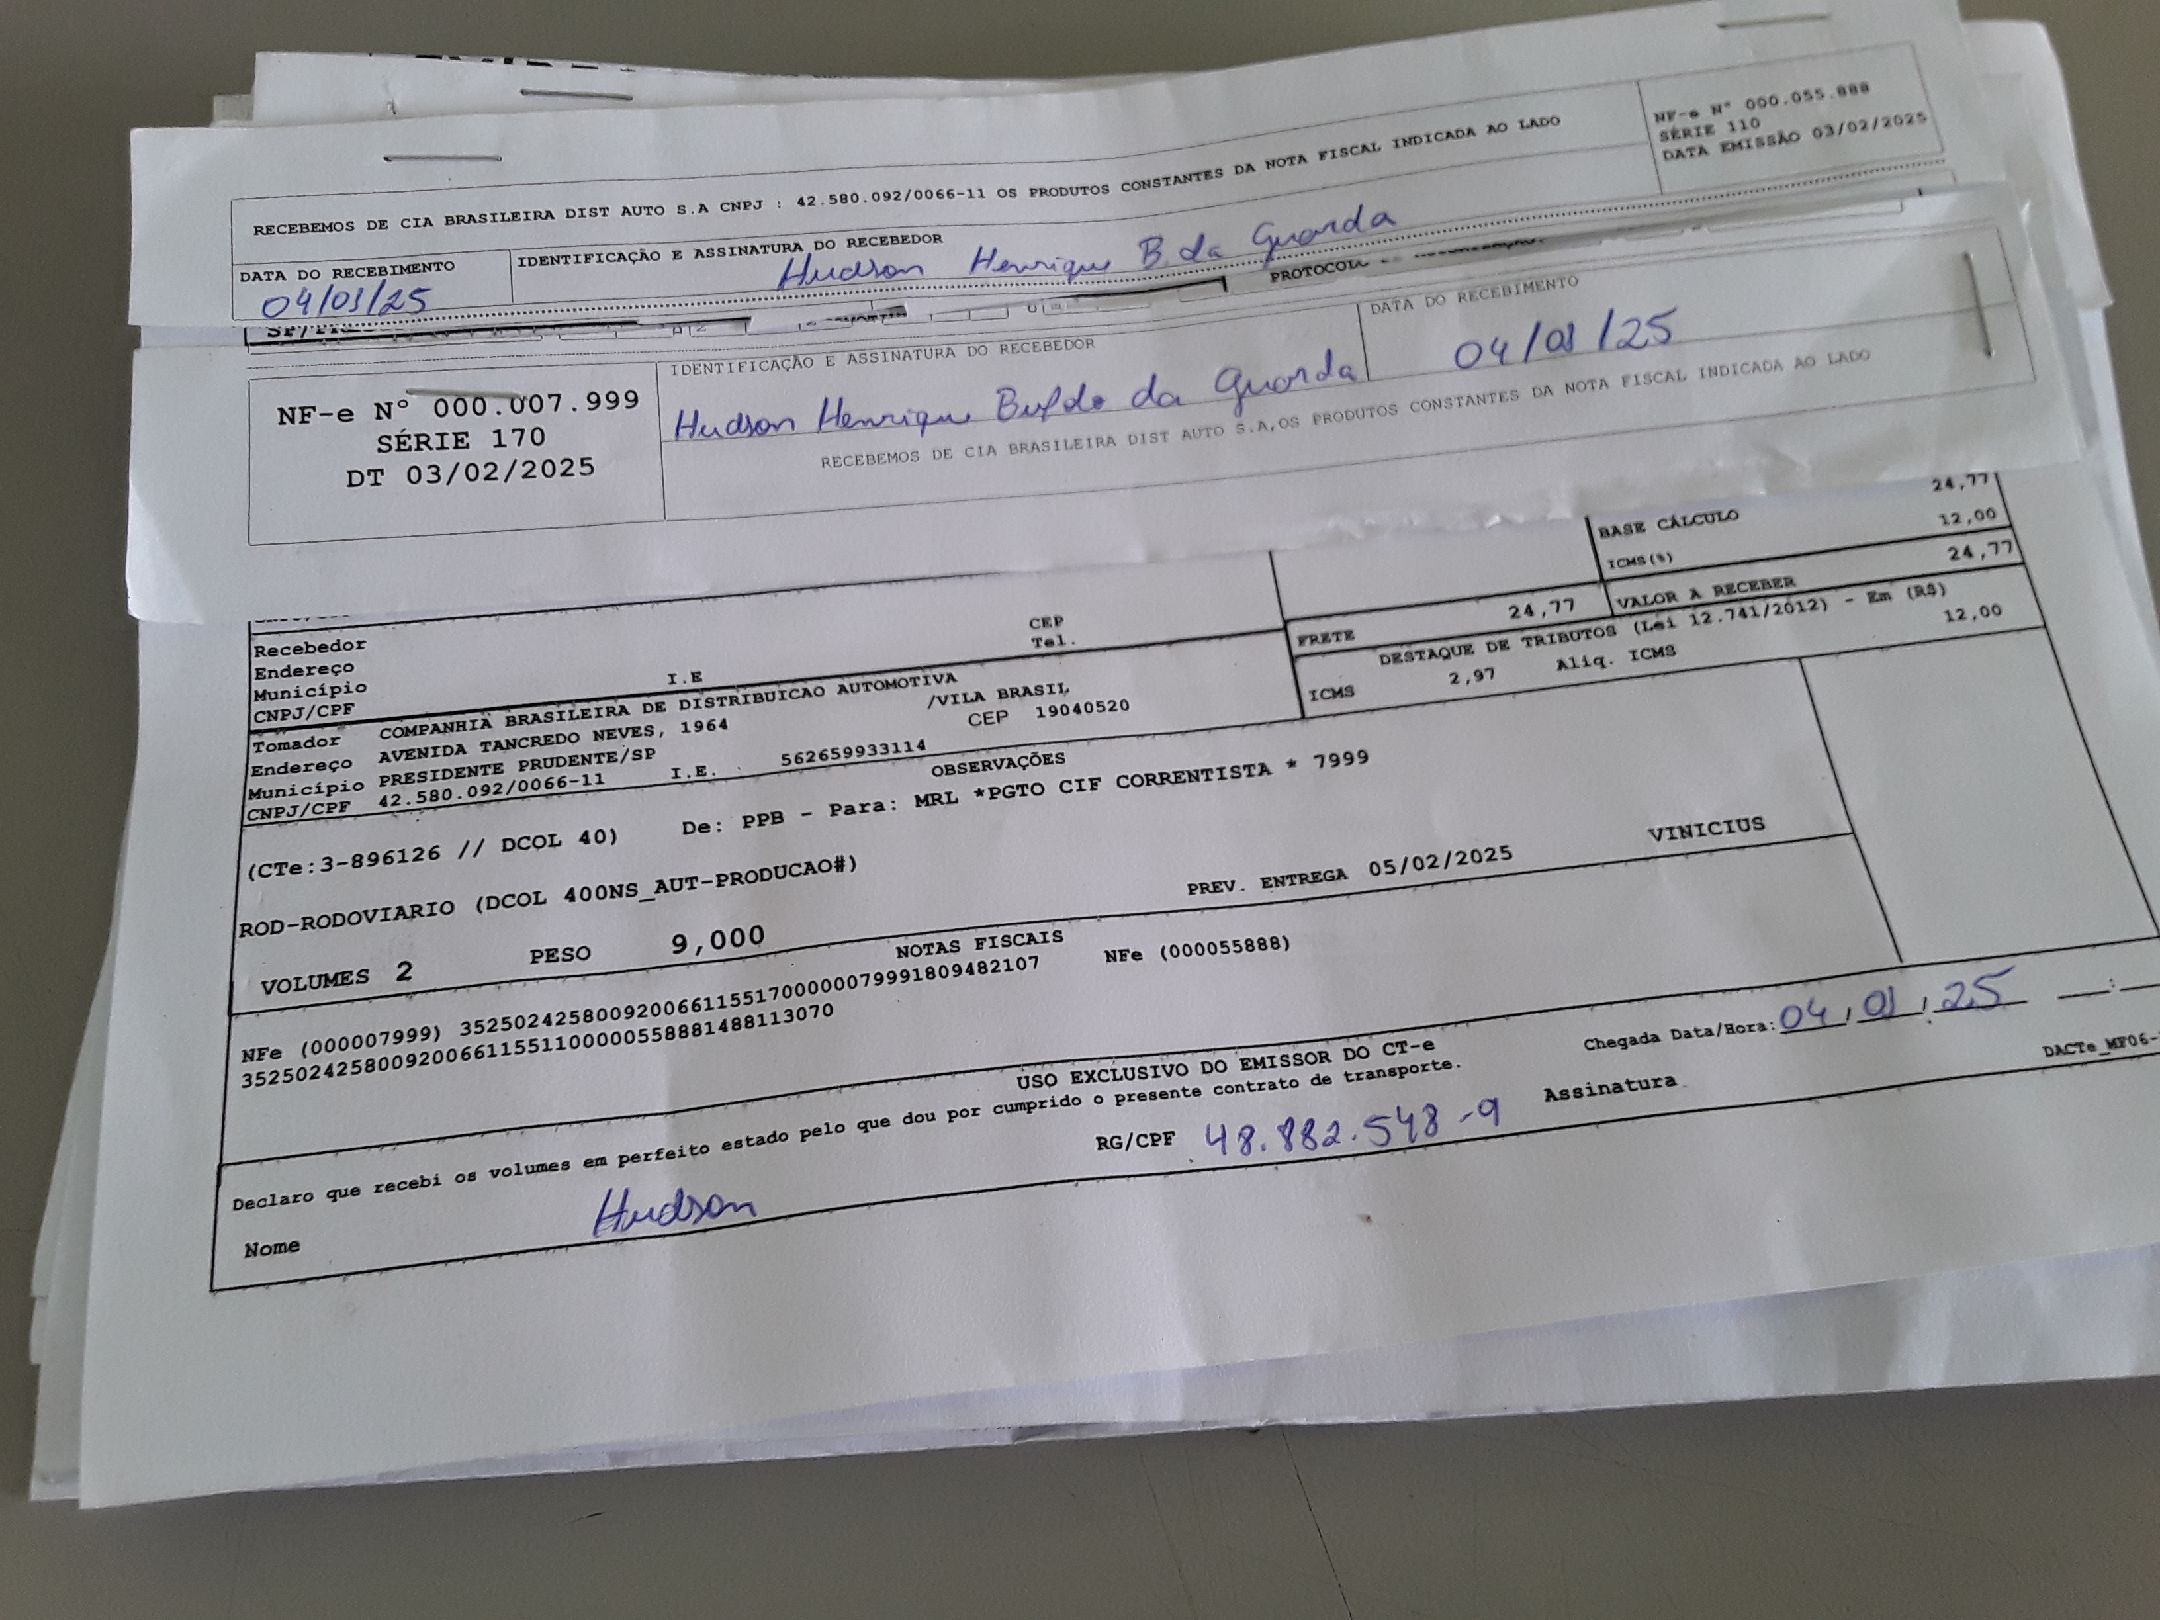 RECEBEMOS DE CIA BRASILEIRA DIST AUTO S.A CNPJ : 42.580.092/0066-11 OS PRODUTOS CONSTANTES DA NOTA FISCAL INDICADA AO LADO
NF-e N° 000.055.888
SÉRIE 110
DATA EMISSÃO 03/02/2025
DATA DO RECEBIMENTO
04/03/25
IDENTIFICAÇÃO E ASSINATURA DO RECEBEDOR
Hudson Henrique B. da Guarda
NF-e N° 000.007.999
SÉRIE 170
DT 03/02/2025
IDENTIFICAÇÃO E ASSINATURA DO RECEBEDOR
Hudson Henrique da Guarda
DATA DO RECEBIMENTO
04/03/25
RECEBEMOS DE CIA BRASILEIRA DIST AUTO S.A,OS PRODUTOS CONSTANTES DA NOTA FISCAL INDICADA AO LADO
24,77
BASE CÁLCULO 12,00
ICMS(%) 24,77
FRETE 24,77 VALOR A RECEBER
DESTAQUE DE TRIBUTOS (Lei 12.741/2012) - Em (R$)
ICMS 2,97 Aliq. ICMS 12,00
Recebedor CEP
Endereço Tel.
Município
CNPJ/CPF I.E
Tomador COMPANHIA BRASILEIRA DE DISTRIBUICAO AUTOMOTIVA
Endereço AVENIDA TANCREDO NEVES, 1964 /VILA BRASIL
Município PRESIDENTE PRUDENTE/SP CEP 19040520
CNPJ/CPF 42.580.092/0066-11 I.E. 562659933114
OBSERVAÇÕES
(CTe:3-896126 // DCOL 40) De: PPB - Para: MRL *PGTO CIF CORRENTISTA * 7999
ROD-RODOVIARIO (DCOL 400NS_AUT-PRODUCAO#)
PREV. ENTREGA 05/02/2025 VINICIUS
VOLUMES 2 PESO 9,000
NOTAS FISCAIS
NFe (000007999) 35250242580092006611551700000079991809482107 NFe (000055888)
35250242580092006611551100000558881488113070
USO EXCLUSIVO DO EMISSOR DO CT-e
Declaro que recebi os volumes em perfeito estado pelo que dou por cumprido o presente contrato de transporte.
Chegada Data/Hora: 04/03/25 __:__
DACTe_MF06-
Nome Hudson RG/CPF 48.882.548-9 Assinatura